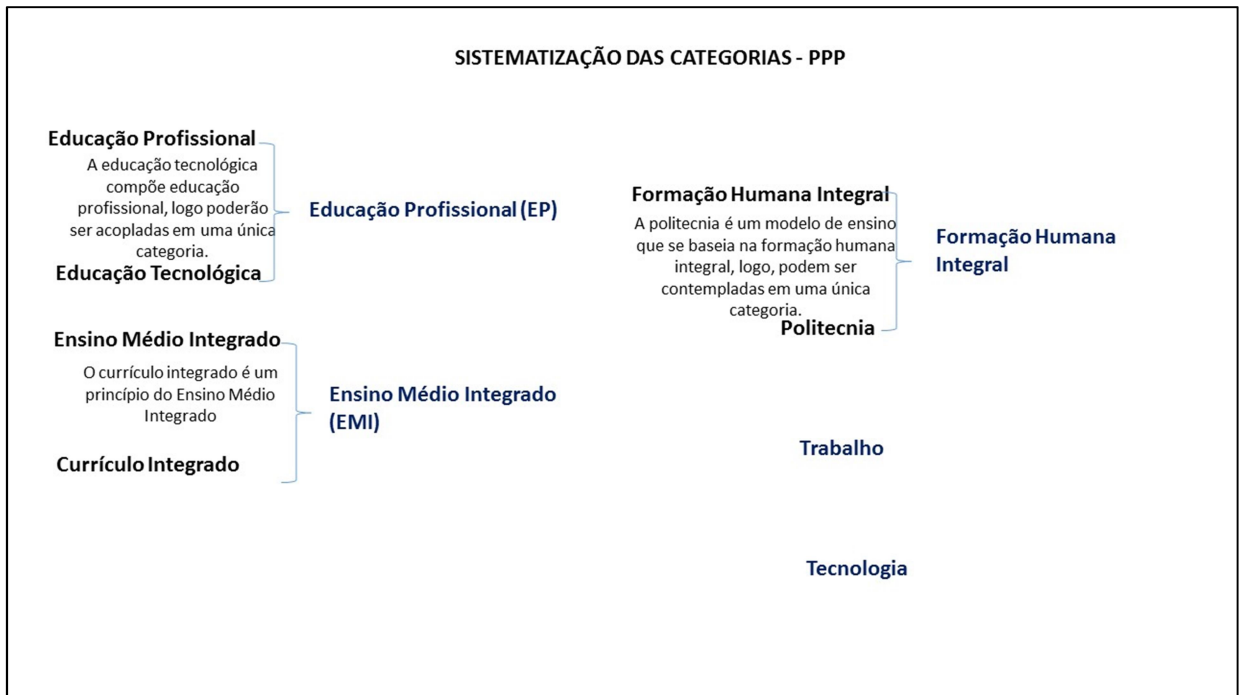 SISTEMATIZAÇÃO DAS CATEGORIAS - PPP
Educação Profissional
A educação tecnológica
compõe educação
profissional, logo poderão
ser acopladas em uma única
categoria.
Educação Tecnológica
Educação Profissional (EP)
Ensino Médio Integrado
O currículo integrado é um
princípio do Ensino Médio
Integrado
Currículo Integrado
Ensino Médio Integrado
(EMI)
Formação Humana Integral
A politecnia é um modelo de ensino
que se baseia na formação humana
integral, logo, podem ser
contempladas em uma única
categoria.
Politecnia
Formação Humana
Integral
Trabalho
Tecnologia